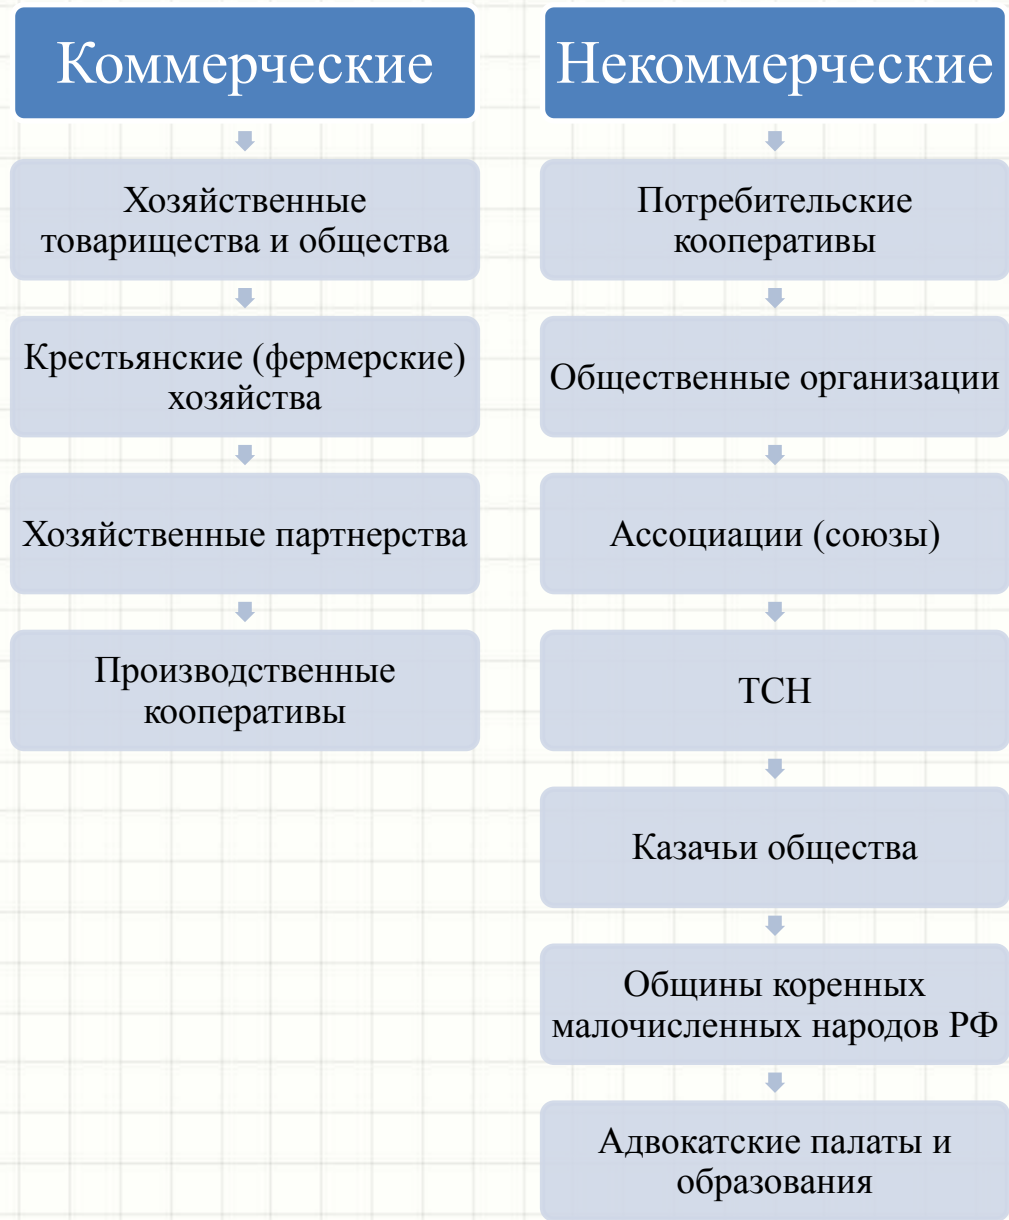 Коммерческие
Хозяйственные
товарищества и общества
Крестьянские (фермерские)
хозяйства
Хозяйственные партнерства
Производственные
кооперативы
Некоммерческие
Потребительские
кооперативы
Общественные организации
Ассоциации (союзы)
ТСН
Казачьи общества
Общины коренных
малочисленных народов РФ
Адвокатские палаты и
образования